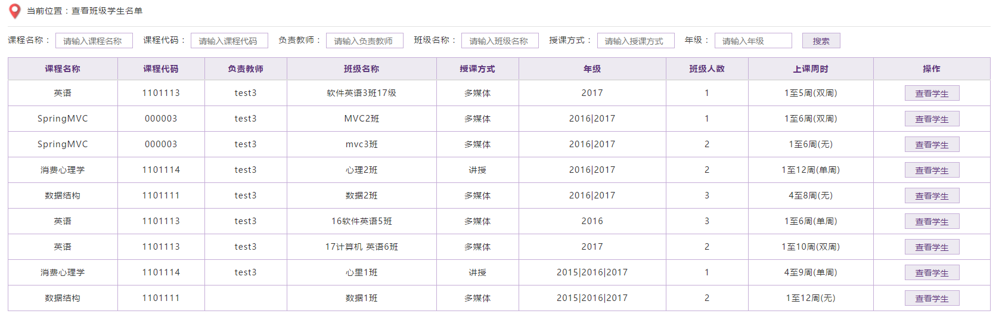 当前位置：查看班级学生名单
课程名称： 请输入课程名称 课程代码： 请输入课程代码 负责教师： 请输入负责教师 班级名称： 请输入班级名称 授课方式： 请输入授课方式 年级： 请输入年级 搜索
课程名称 课程代码 负责教师 班级名称 授课方式 年级 班级人数 上课周时 操作
英语 1101113 test3 软件英语3班17级 多媒体 2017 1 1至5周(双周) 查看学生
SpringMVC 000003 test3 MVC2班 多媒体 2016|2017 1 1至6周(双周) 查看学生
SpringMVC 000003 test3 mvc3班 多媒体 2016|2017 2 1至6周(无) 查看学生
消费心理学 1101114 test3 心理2班 讲授 2016|2017 2 1至12周(单周) 查看学生
数据结构 1101111 test3 数据2班 多媒体 2016|2017 3 4至8周(无) 查看学生
英语 1101113 test3 16软件英语5班 多媒体 2016 3 1至6周(单周) 查看学生
英语 1101113 test3 17计算机 英语6班 多媒体 2017 2 1至10周(双周) 查看学生
消费心理学 1101114 test3 心里1班 讲授 2015|2016|2017 1 4至9周(单周) 查看学生
数据结构 1101111 数据1班 多媒体 2015|2016|2017 2 1至12周(无) 查看学生